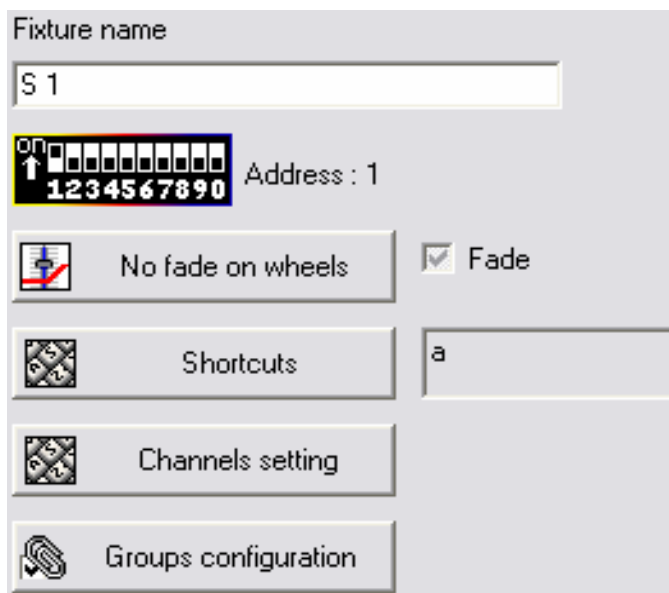 Fixture name
S 1
on
1234567890
Address : 1
No fade on wheels
Fade
Shortcuts
a
Channels setting
Groups configuration